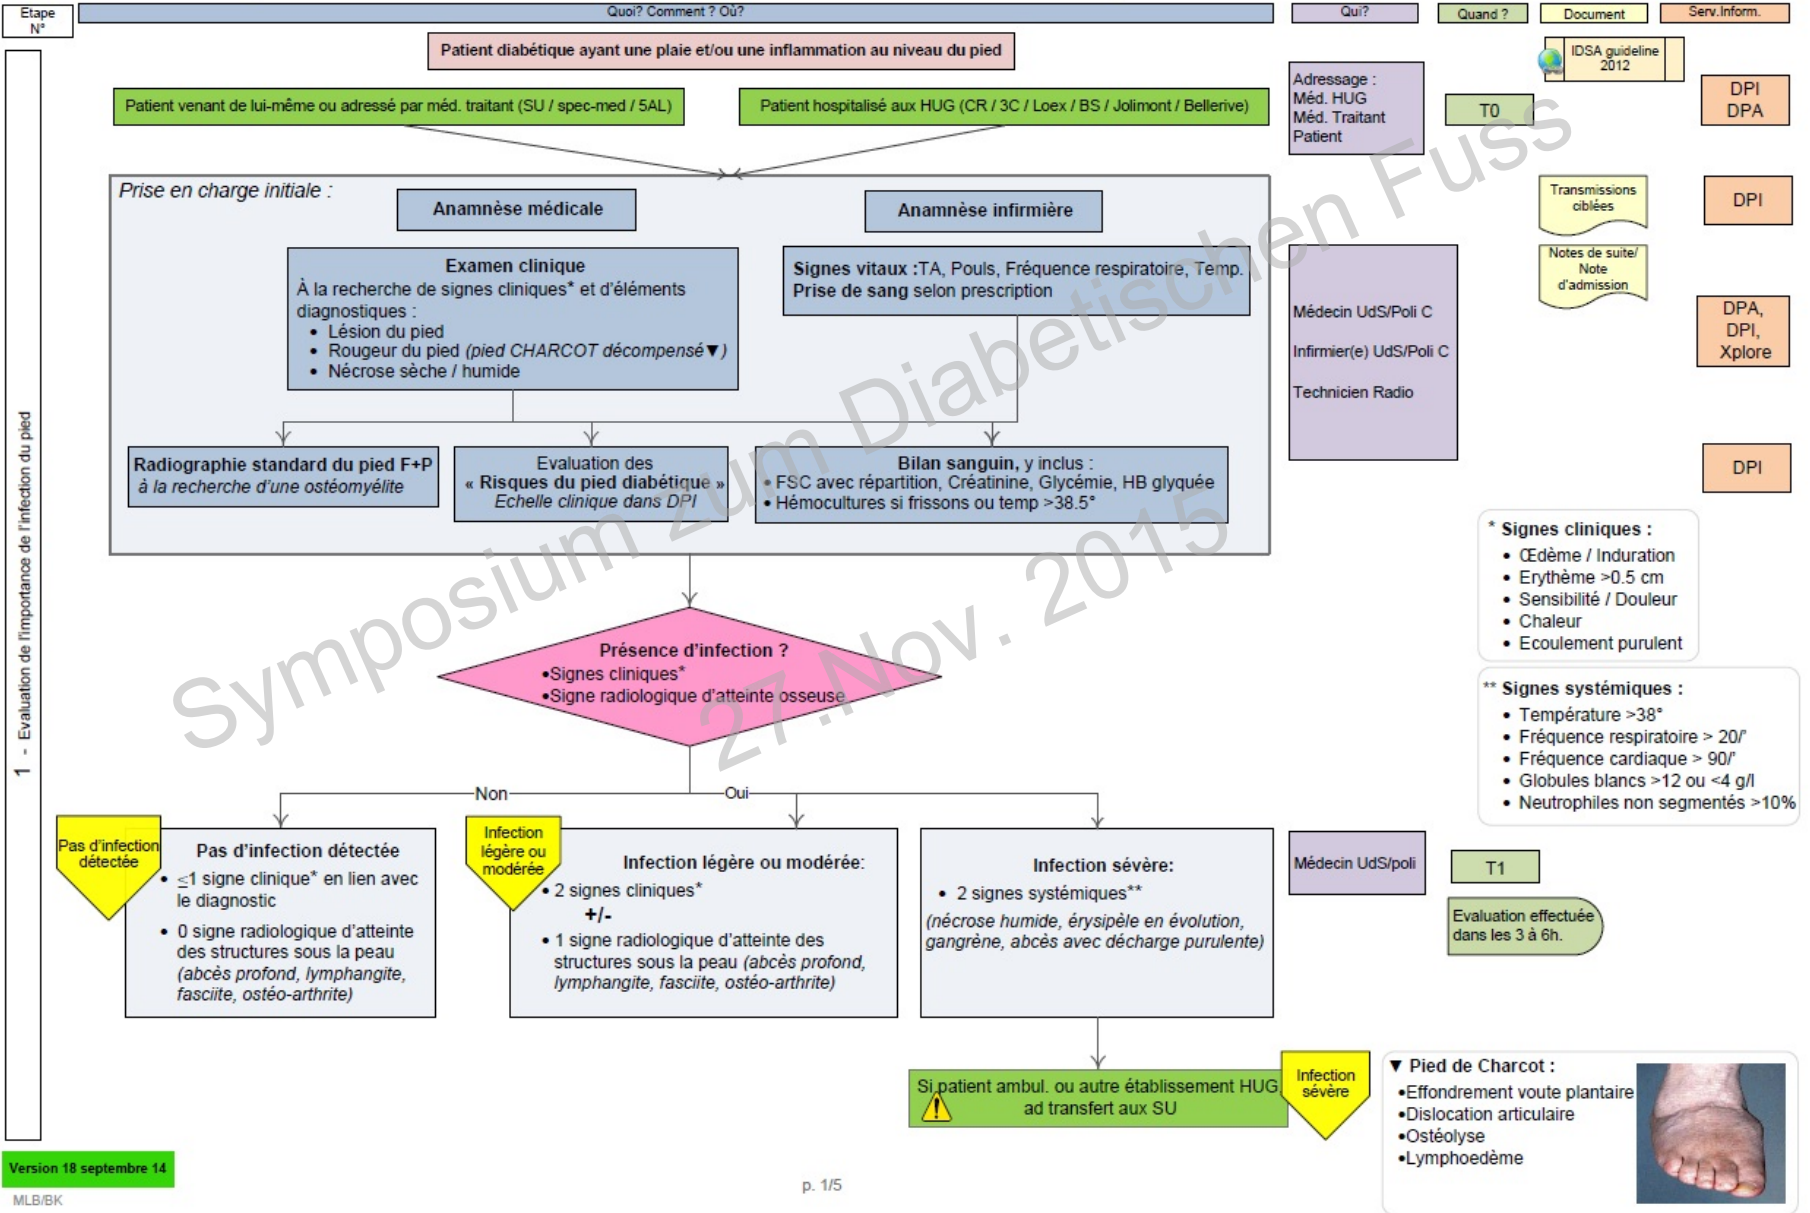 Etape
N°
Quoi? Comment ? Où?
Qui?
Quand ?
Document
Serv.Inform.
Patient diabétique ayant une plaie et/ou une inflammation au niveau du pied
IDSA guideline
2012
Patient venant de lui-même ou adressé par méd. traitant (SU / spec-med / 5AL)
Patient hospitalisé aux HUG (CR / 3C / Loex / BS / Jolimont / Bellerive)
Adressage :
Méd. HUG
Méd. Traitant
Patient
T0
DPI
DPA
Prise en charge initiale :
Anamnèse médicale
Anamnèse infirmière
Transmissions
ciblées
DPI
Examen clinique
À la recherche de signes cliniques* et d'éléments
diagnostiques :
• Lésion du pied
• Rougeur du pied (pied CHARCOT décompensé▼)
• Nécrose sèche / humide
Signes vitaux :TA, Pouls, Fréquence respiratoire, Temp.
Prise de sang selon prescription
Médecin UdS/Poli C
Infirmier(e) UdS/Poli C
Technicien Radio
Notes de suite/
Note
d'admission
DPA,
DPI,
Xplore
Radiographie standard du pied F+P
à la recherche d'une ostéomyélite
Evaluation des
« Risques du pied diabétique »
Echelle clinique dans DPI
Bilan sanguin, y inclus :
• FSC avec répartition, Créatinine, Glycémie, HB glyquée
• Hémocultures si frissons ou temp >38.5°
DPI
* Signes cliniques :
• Œdème / Induration
• Erythème >0.5 cm
• Sensibilité / Douleur
• Chaleur
• Ecoulement purulent
Présence d'infection ?
•Signes cliniques*
•Signe radiologique d'atteinte osseuse
** Signes systémiques :
• Température >38°
• Fréquence respiratoire > 20/'
• Fréquence cardiaque > 90/'
• Globules blancs >12 ou <4 g/l
• Neutrophiles non segmentés >10%
Non
Oui
Pas d'infection
détectée
Pas d'infection détectée
• ≤1 signe clinique* en lien avec
le diagnostic
• 0 signe radiologique d'atteinte
des structures sous la peau
(abcès profond, lymphangite,
fasciite, ostéo-arthrite)
Infection
légère ou
modérée
Infection légère ou modérée:
• 2 signes cliniques*
+/-
• 1 signe radiologique d'atteinte des
structures sous la peau (abcès profond,
lymphangite, fasciite, ostéo-arthrite)
Infection sévère:
• 2 signes systémiques**
(nécrose humide, érysipèle en évolution,
gangrène, abcès avec décharge purulente)
Médecin UdS/poli
T1
Evaluation effectuée
dans les 3 à 6h.
Si patient ambul. ou autre établissement HUG,
ad transfert aux SU
Infection
sévère
▼ Pied de Charcot :
•Effondrement voute plantaire
•Dislocation articulaire
•Ostéolyse
•Lymphoedème
1 - Evaluation de l'importance de l'infection du pied
Version 18 septembre 14
MLB/BK
p. 1/5
Symposium zum Diabetischen Fuss
27.Nov. 2015